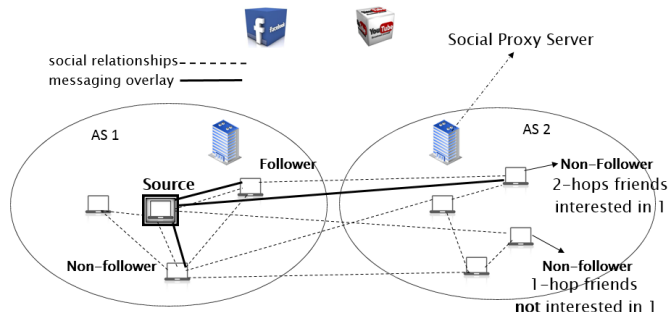 facebook
YouTube
Social Proxy Server
social relationships
messaging overlay
AS 1
AS 2
Follower
Source
Non-Follower
2-hops friends
interested in 1
Non-follower
Non-follower
1-hop friends
not interested in 1